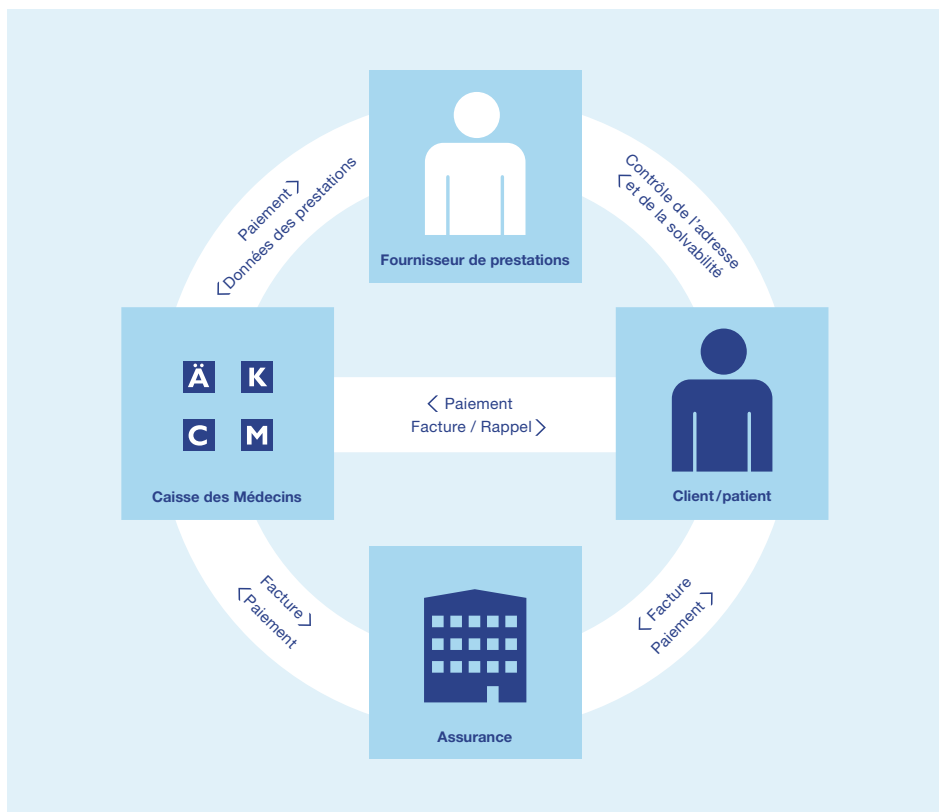 Fournisseur de prestations
Paiement >
< Données des prestations
Contrôle de l'adresse
< et de la solvabilité
Ä K
C M
Caisse des Médecins
< Paiement
Facture / Rappel >
Client/patient
Facture >
< Paiement
< Facture
Paiement >
Assurance